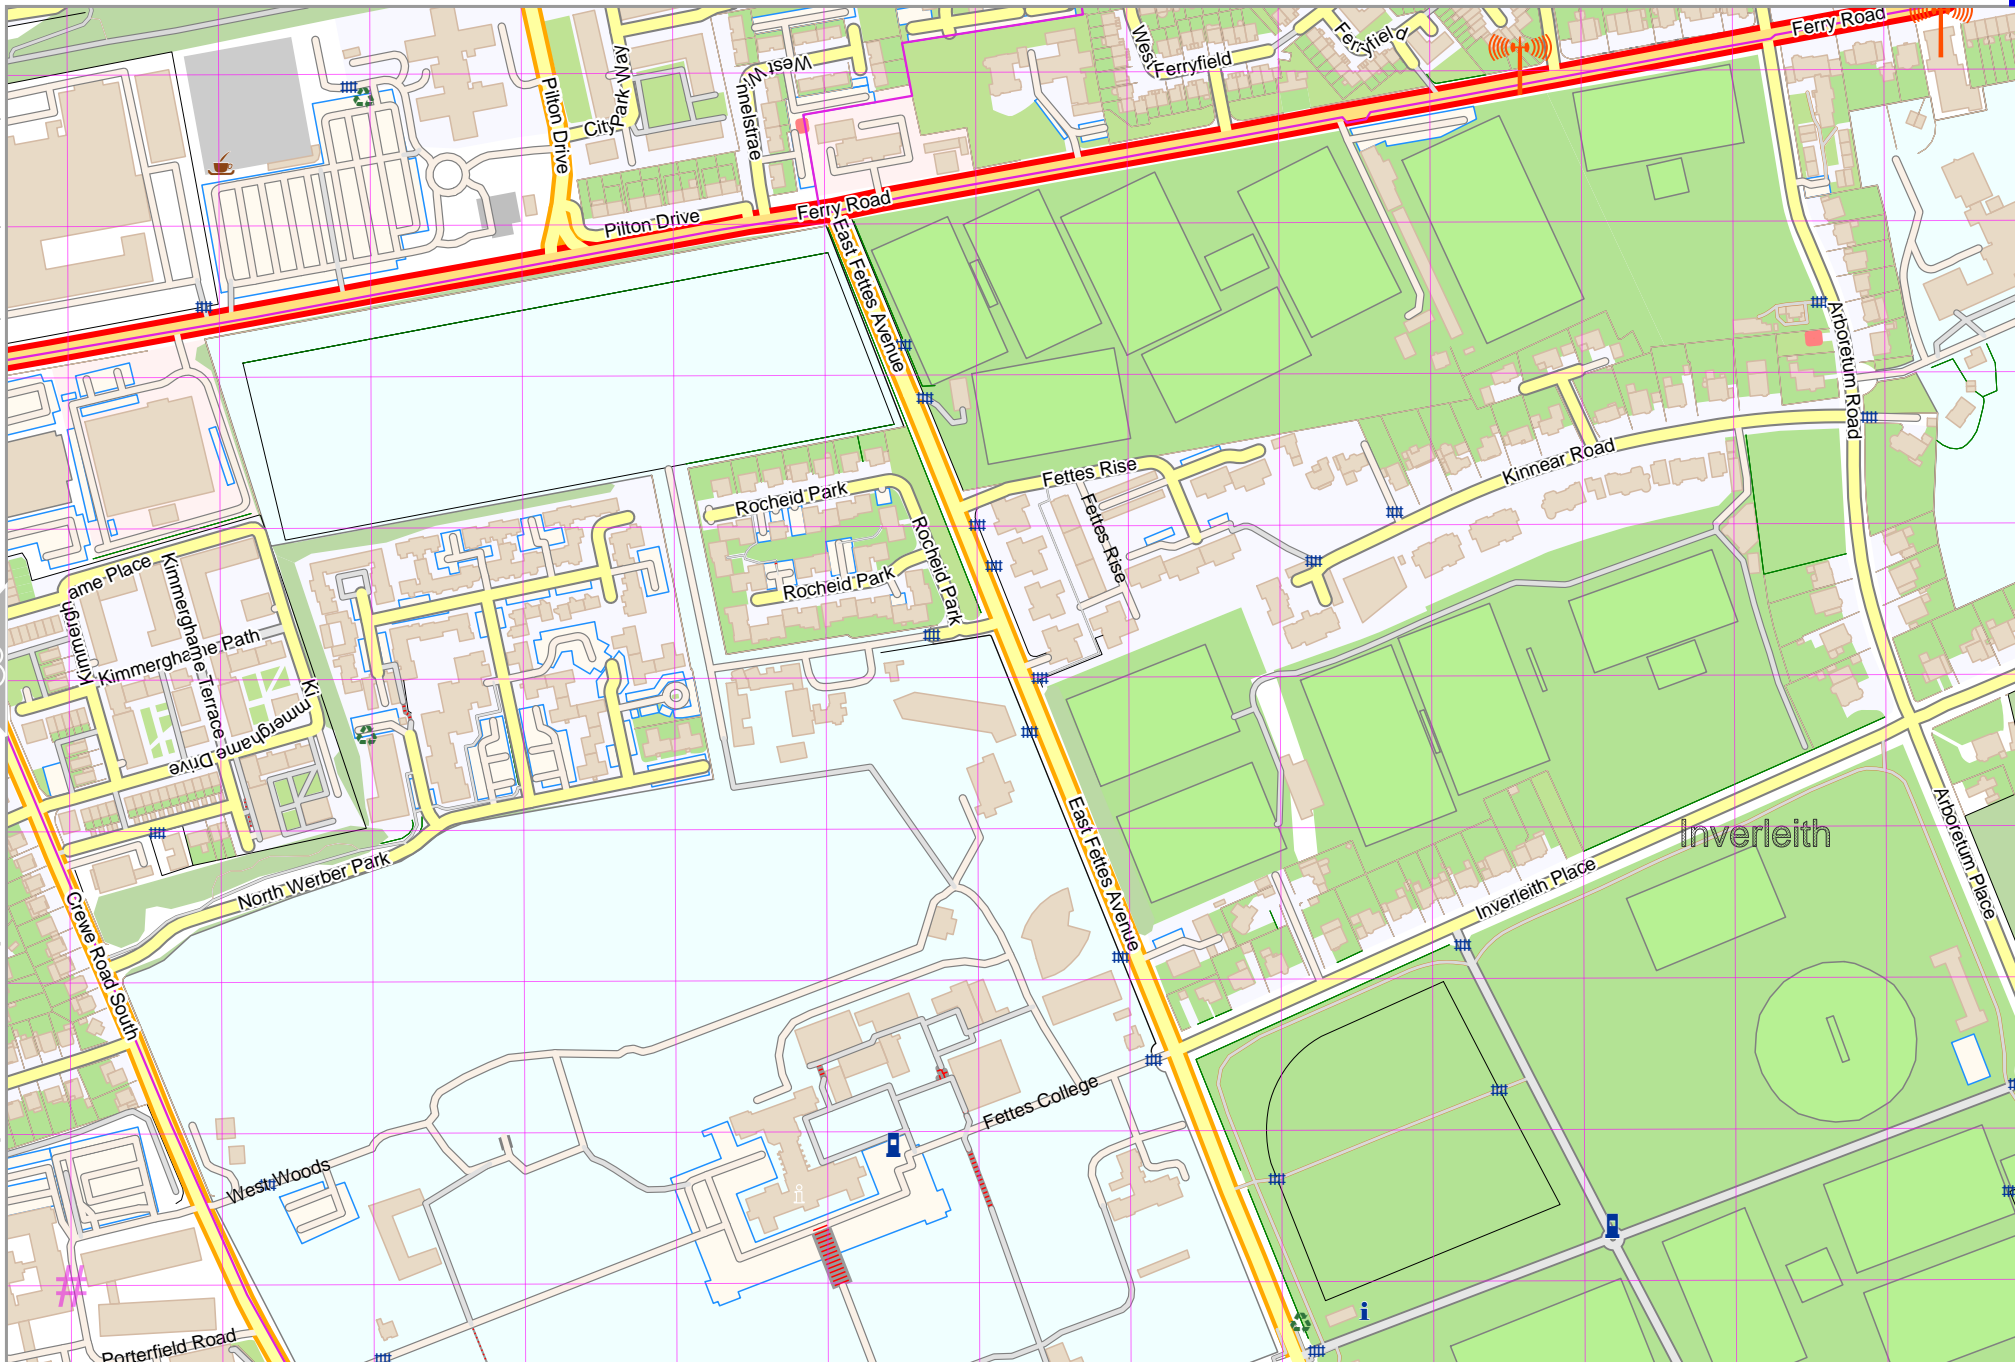 Ferry Road
Park Way
West Winnelstrae
West
Ferryfield
Ferryfield
Pilton Drive
City
Pilton Drive
Ferry Road
East Fettes Avenue
Arboretum Road
Kinnear Road
Fettes Rise
Fettes Rise
Rocheid Park
Rocheid Park
Rocheid Park
ame Place
Kimmergh
Kimmerghame Path
Kimmerghame Terrace
Kimmerghame Drive
North Werber Park
Crewe Road South
East Fettes Avenue
Inverleith
Inverleith Place
Arboretum Place
Fettes College
West Woods
Porterfield Road
i
i
#